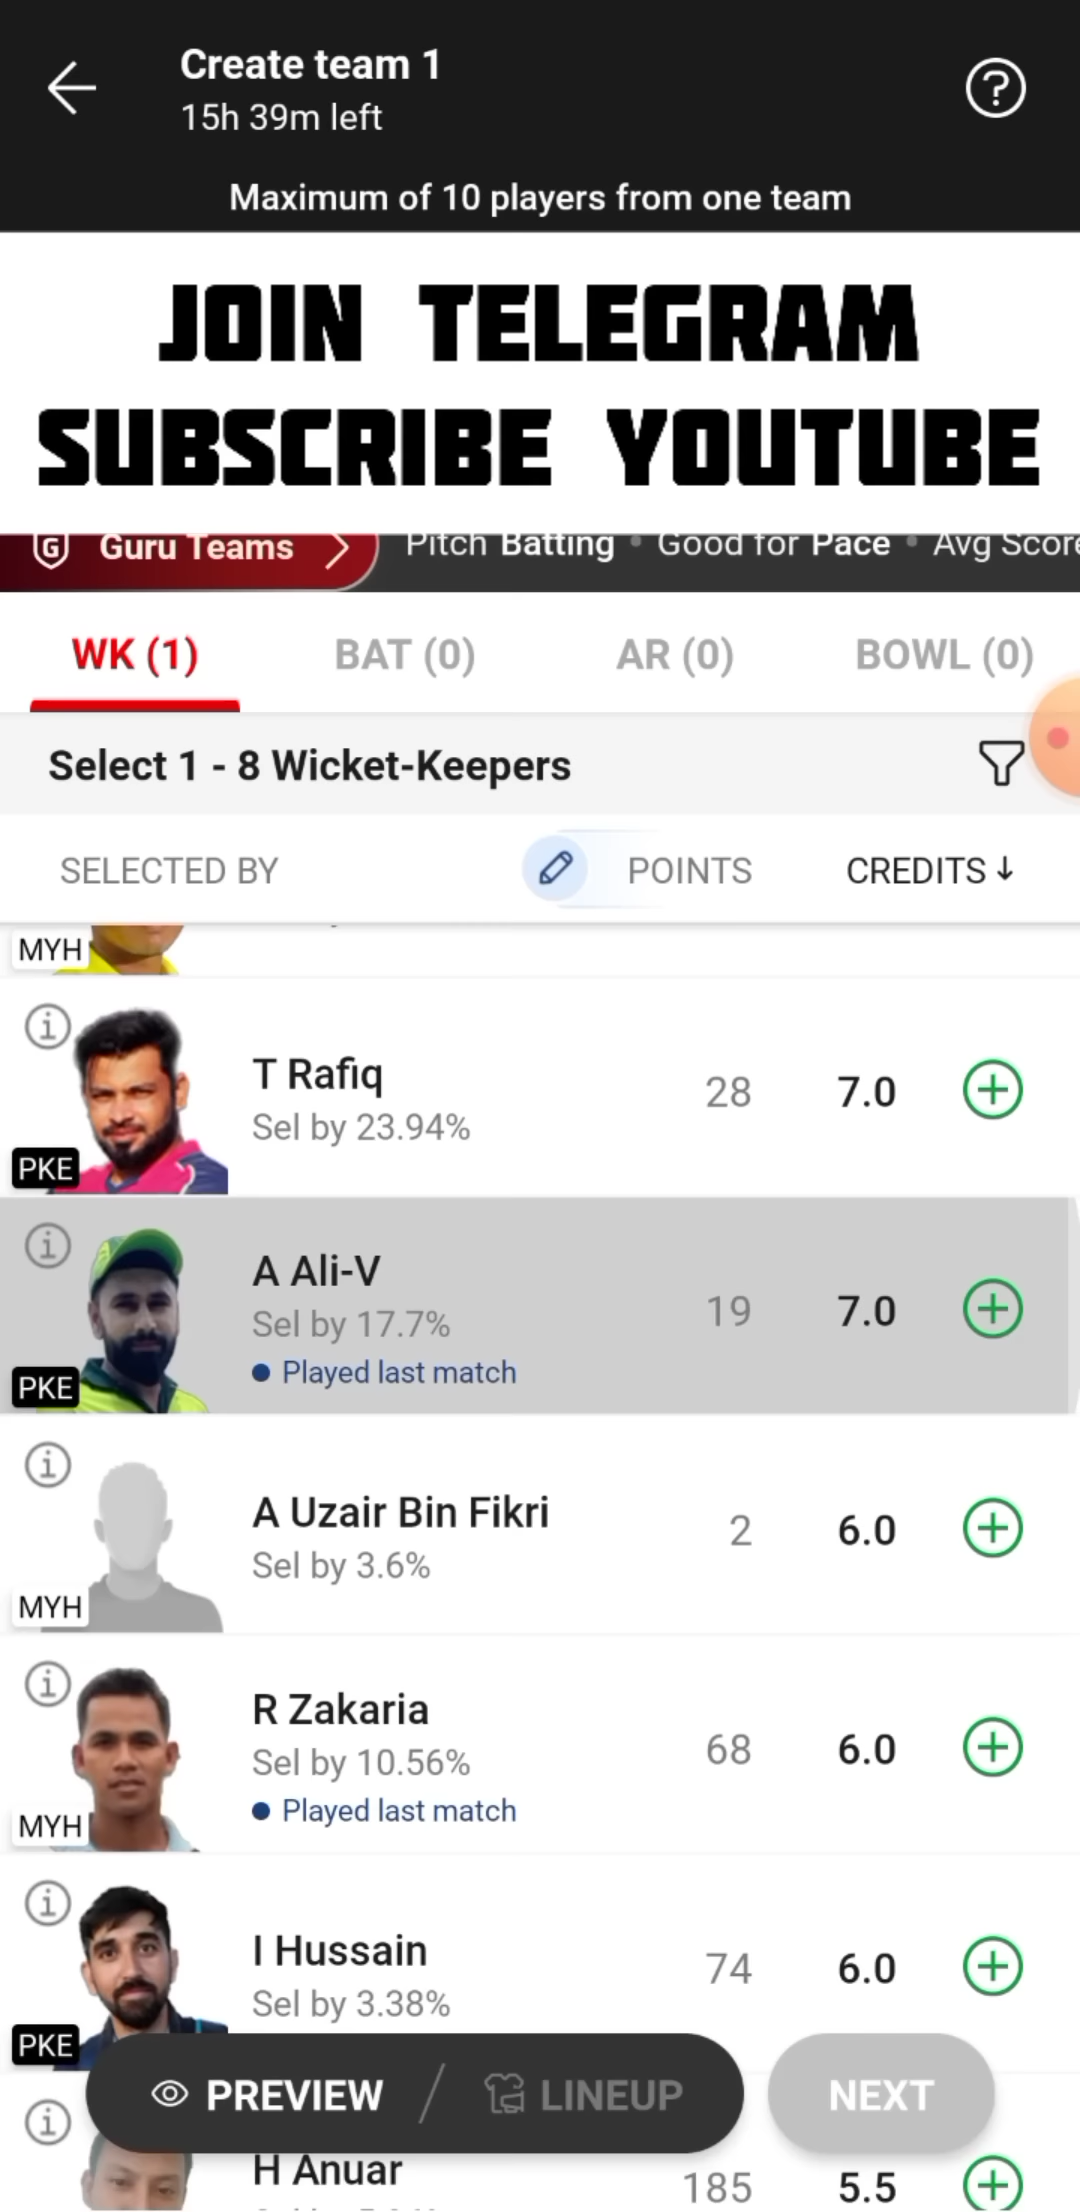 Create team 1
15h 39m left
Maximum of 10 players from one team
JOIN TELEGRAM
SUBSCRIBE YOUTUBE
G Guru Teams Pitch Batting • Good for Pace • Avg Score
WK (1) BAT (0) AR (0) BOWL (0)
Select 1 - 8 Wicket-Keepers
SELECTED BY POINTS CREDITS ↓
MYH
T Rafiq 28 7.0
Sel by 23.94%
PKE
A Ali-V 19 7.0
Sel by 17.7%
Played last match
PKE
A Uzair Bin Fikri 2 6.0
Sel by 3.6%
MYH
R Zakaria 68 6.0
Sel by 10.56%
Played last match
MYH
I Hussain 74 6.0
Sel by 3.38%
PKE
PREVIEW / LINEUP NEXT
H Anuar 185 5.5